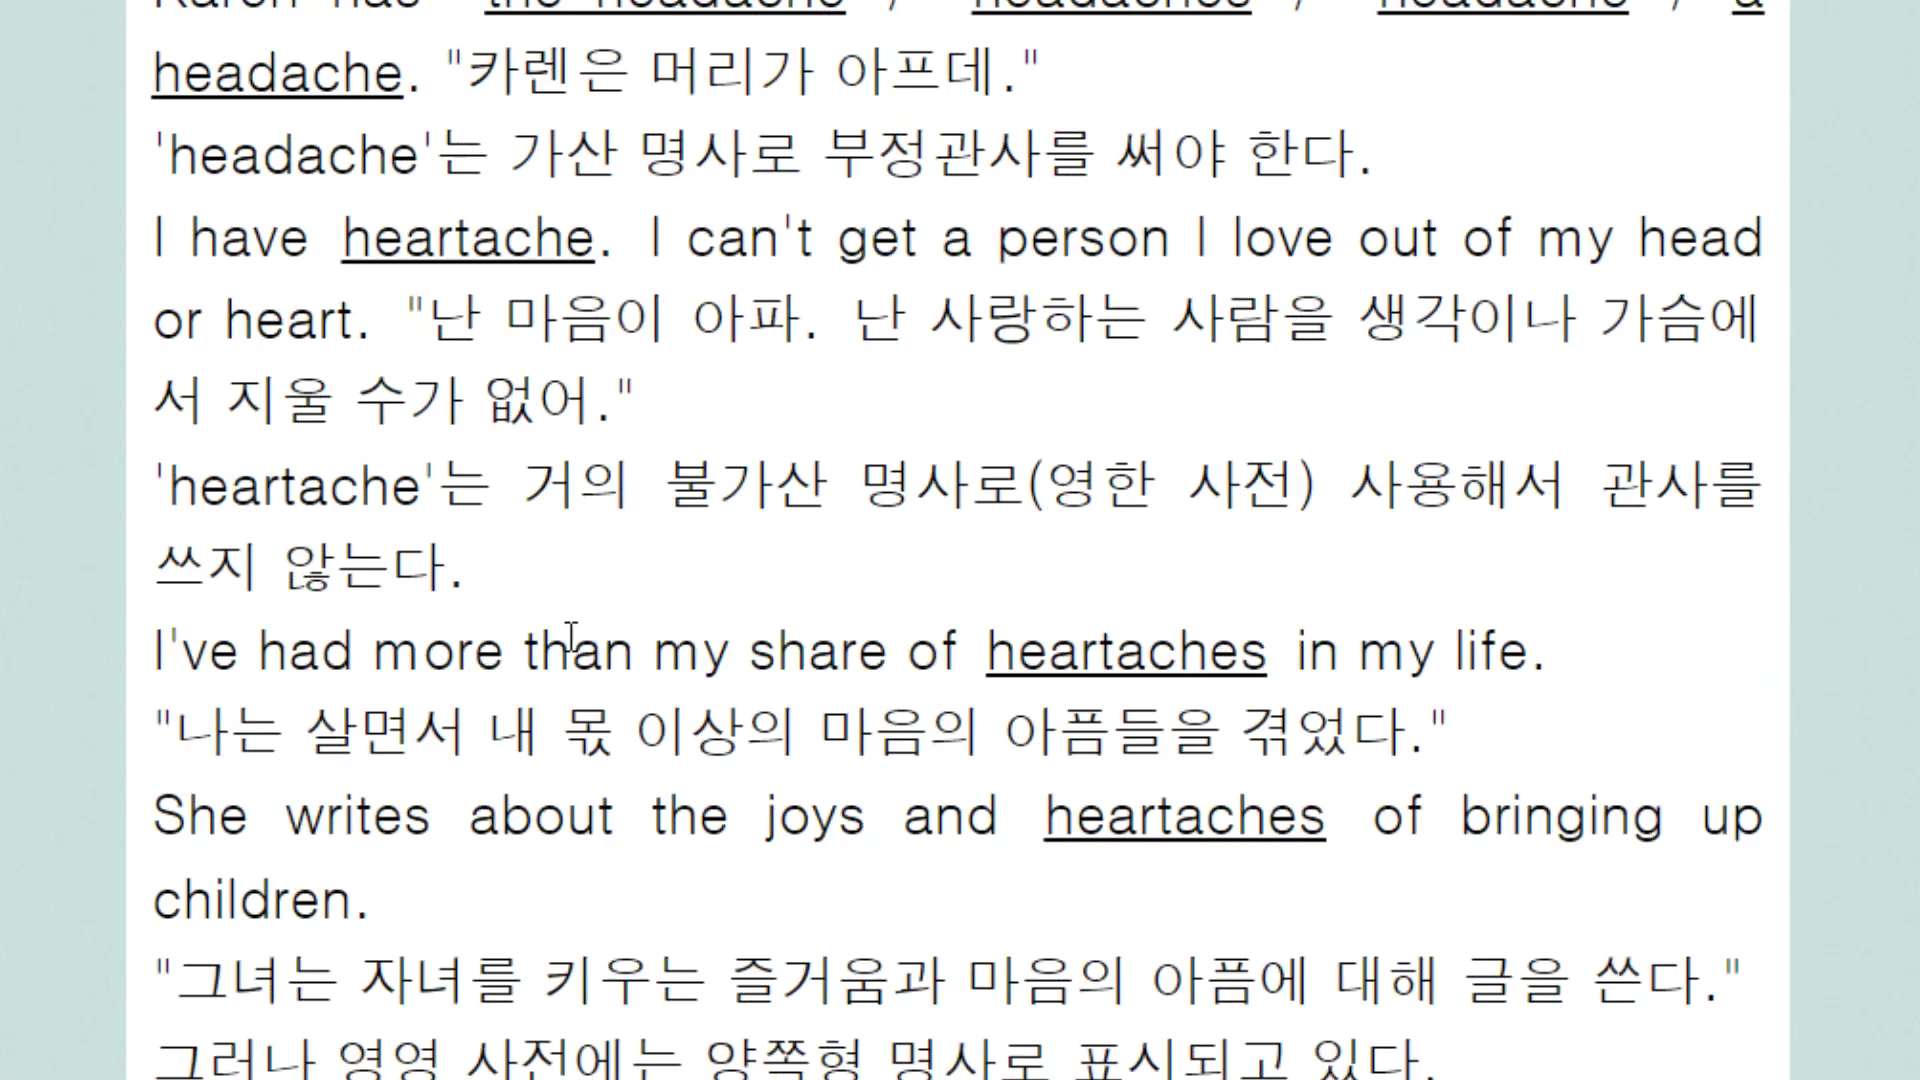 Karen has the headache / headaches / headache / a
headache. "카렌은 머리가 아프데."
'headache'는 가산 명사로 부정관사를 써야 한다.
I have heartache. I can't get a person I love out of my head
or heart. "난 마음이 아파. 난 사랑하는 사람을 생각이나 가슴에
서 지울 수가 없어."
'heartache'는 거의 불가산 명사로(영한 사전) 사용해서 관사를
쓰지 않는다.
I've had more than my share of heartaches in my life.
"나는 살면서 내 몫 이상의 마음의 아픔들을 겪었다."
She writes about the joys and heartaches of bringing up
children.
"그녀는 자녀를 키우는 즐거움과 마음의 아픔에 대해 글을 쓴다."
그러나 영영 사전에는 양쪽형 명사로 표시되고 있다.